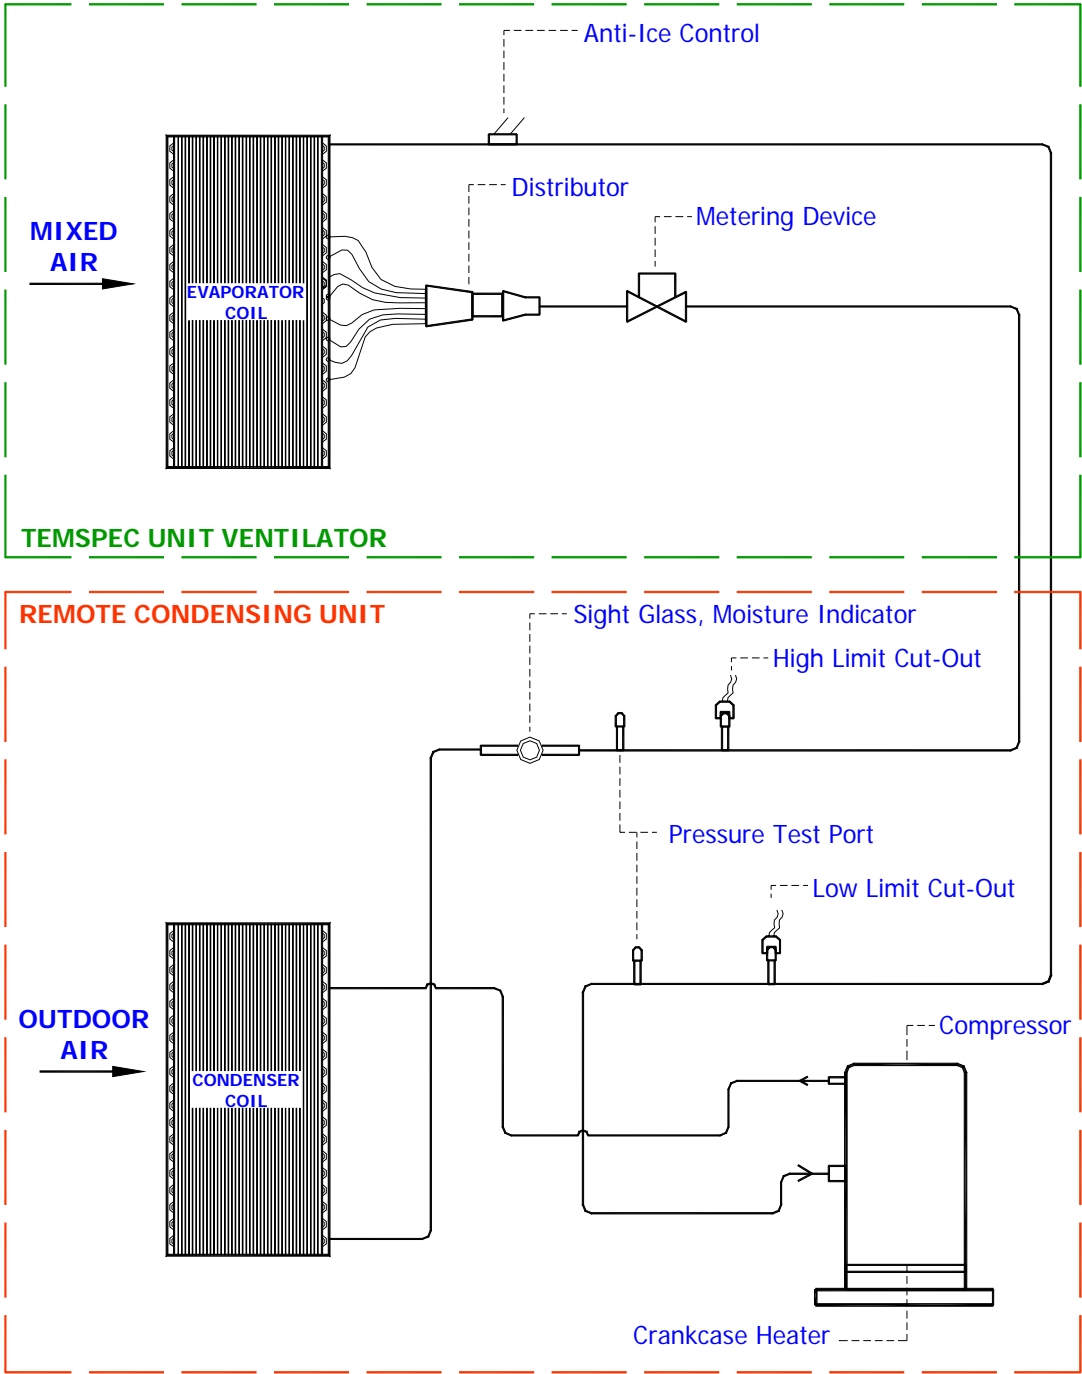 Anti-Ice Control
Distributor
Metering Device
MIXED
AIR
EVAPORATOR
COIL
TEMSPEC UNIT VENTILATOR
REMOTE CONDENSING UNIT
Sight Glass, Moisture Indicator
High Limit Cut-Out
Pressure Test Port
Low Limit Cut-Out
OUTDOOR
AIR
CONDENSER
COIL
Compressor
Crankcase Heater